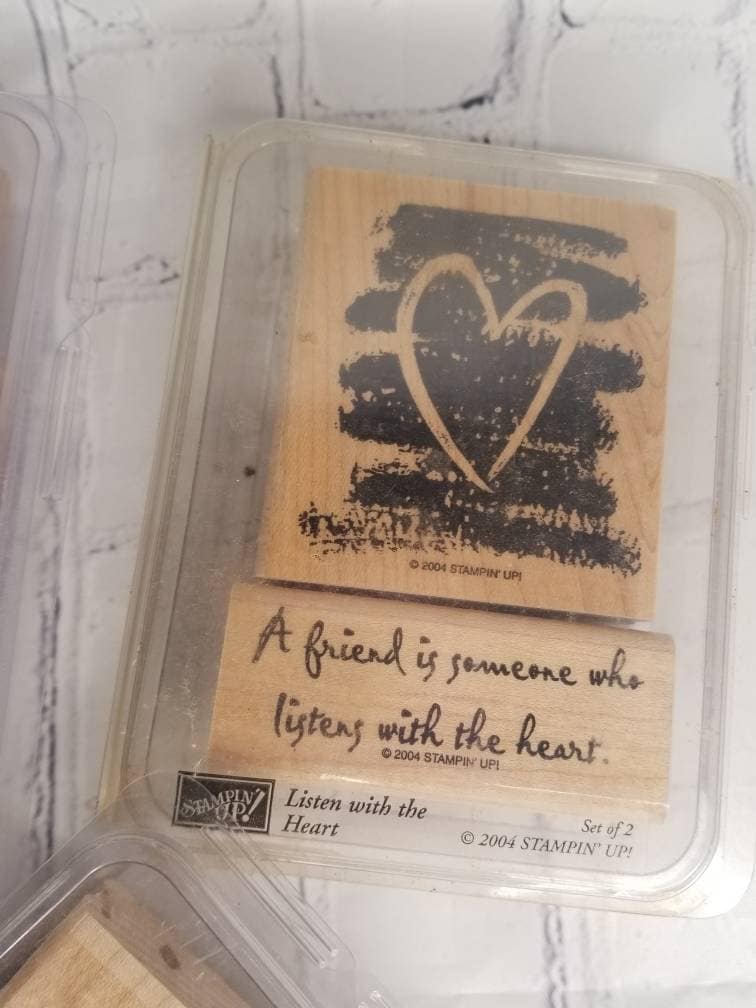 © 2004 STAMPIN' UP!
A friend is someone who
listens with the heart.
© 2004 STAMPIN' UP!
STAMPIN'
UP!
Listen with the
Heart
Set of 2
© 2004 STAMPIN' UP!